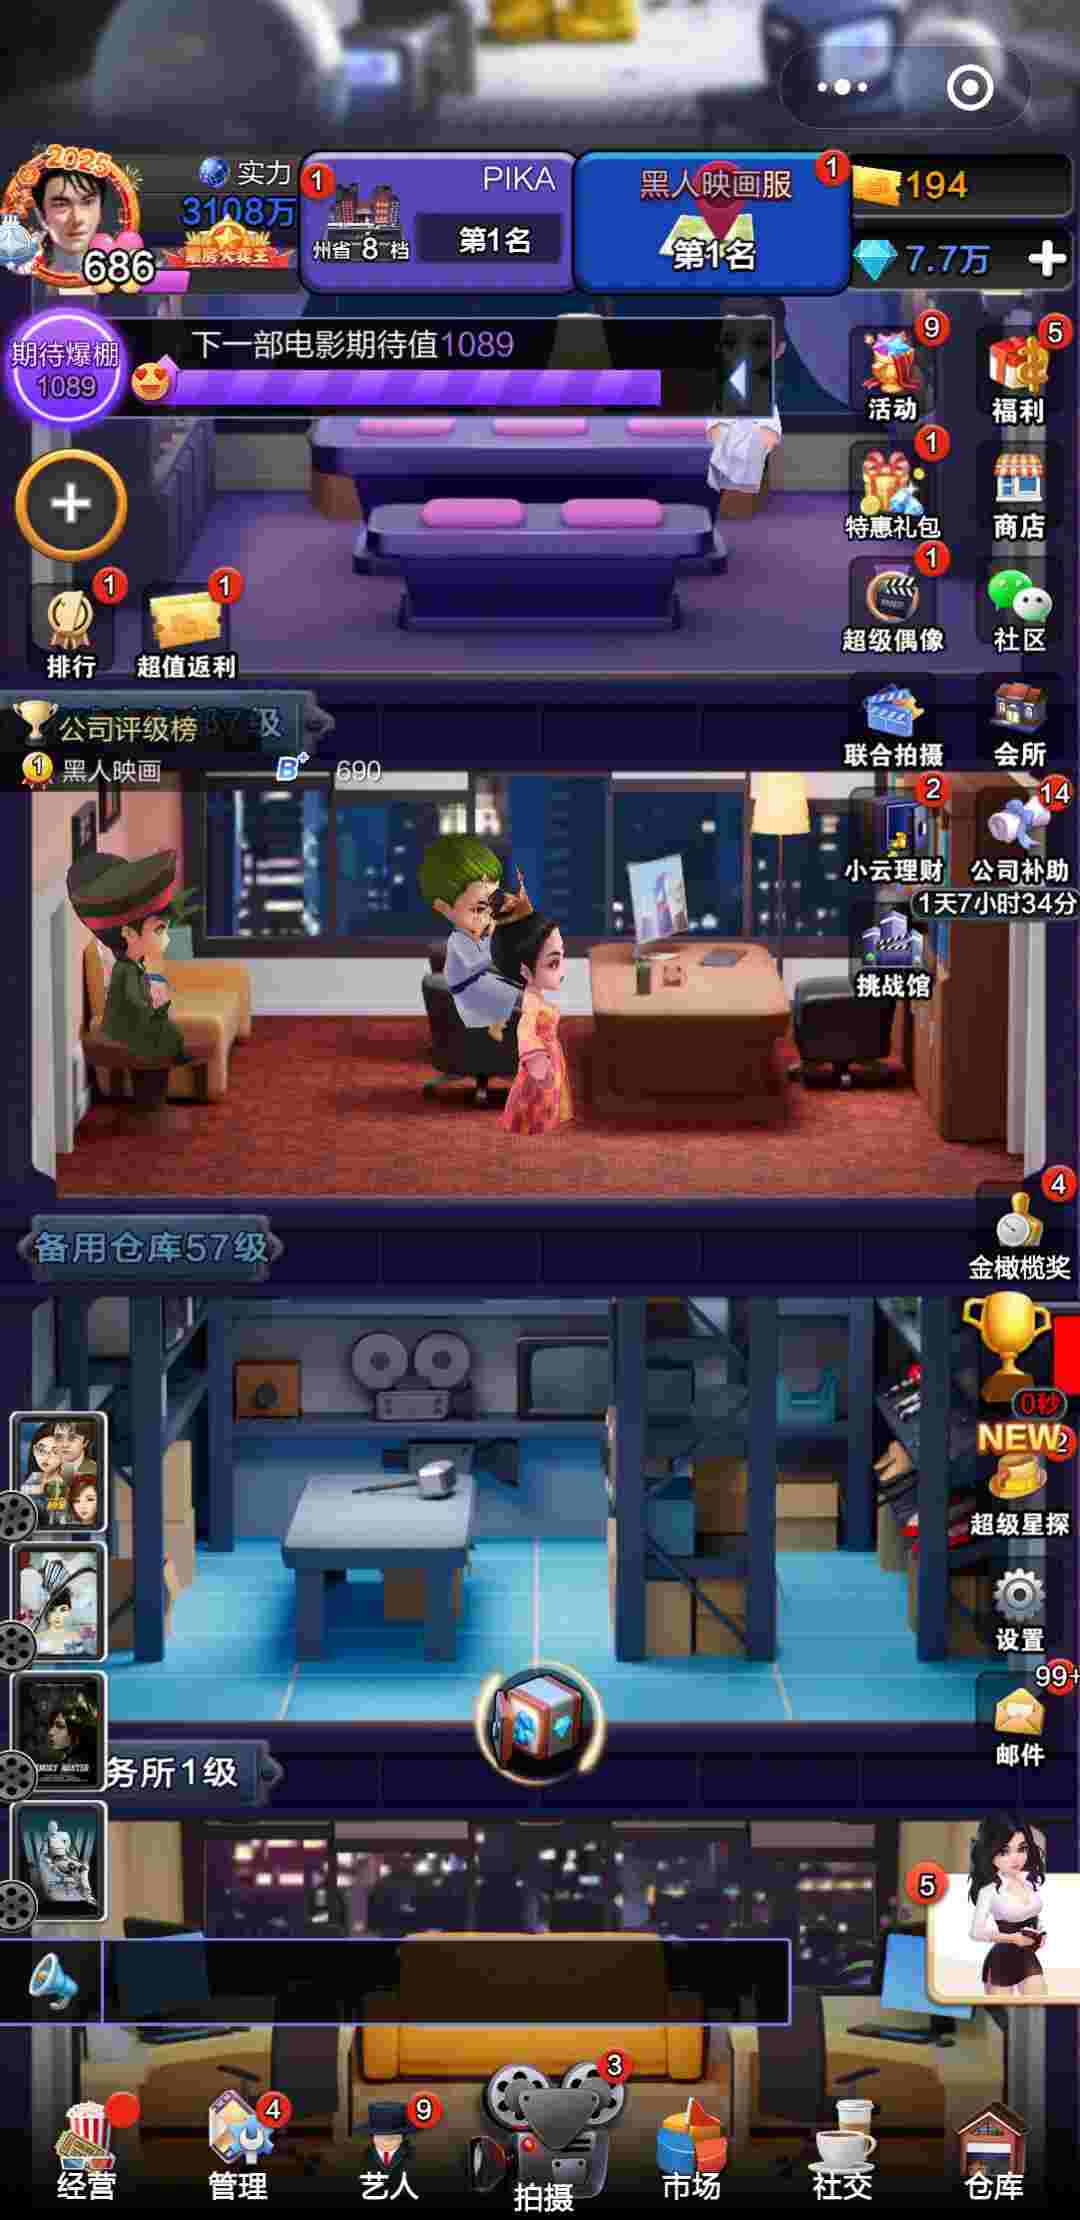 2025
实力
3108万
票房大卖王
686
1
PIKA
州省 8 档
第1名
黑人映画服
1
第1名
194
7.7万
期待爆棚
1089
下一部电影期待值1089
9
活动
5
福利
1
特惠礼包
商店
1
排行
1
超值返利
1
超级偶像
社区
联合拍摄
会所
公司评级榜
7级
1
黑人映画
B+
690
2
小云理财
14
公司补助
1天7小时34分
挑战馆
备用仓库57级
4
金橄榄奖
0秒
NEW
2
超级星探
设置
99+
邮件
务所1级
5
经营
4
管理
9
艺人
3
拍摄
市场
社交
仓库